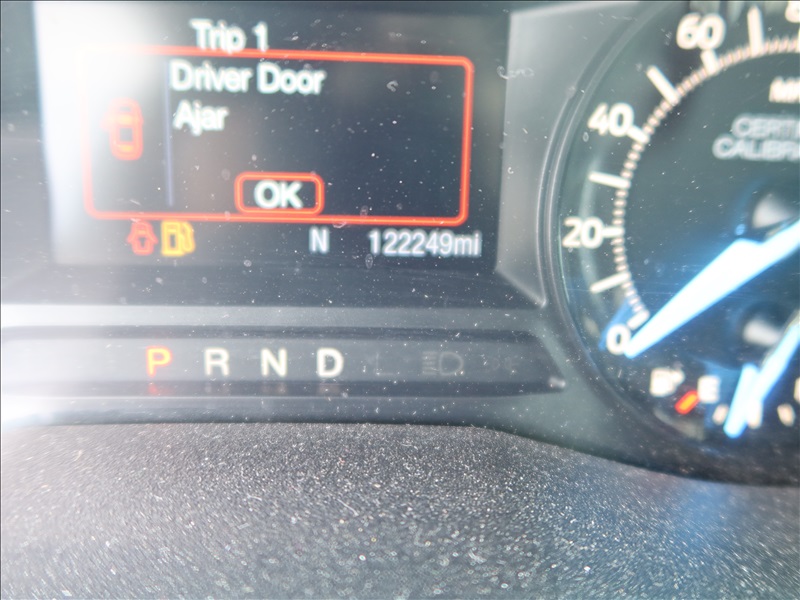 Trip 1
Driver Door
Ajar
OK
N 122249mi
P R N D L
60
40
20
0
E